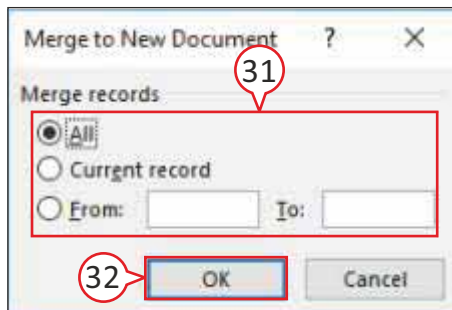 Merge to New Document ? ×
31
Merge records
All
Current record
From: To:
32 OK Cancel